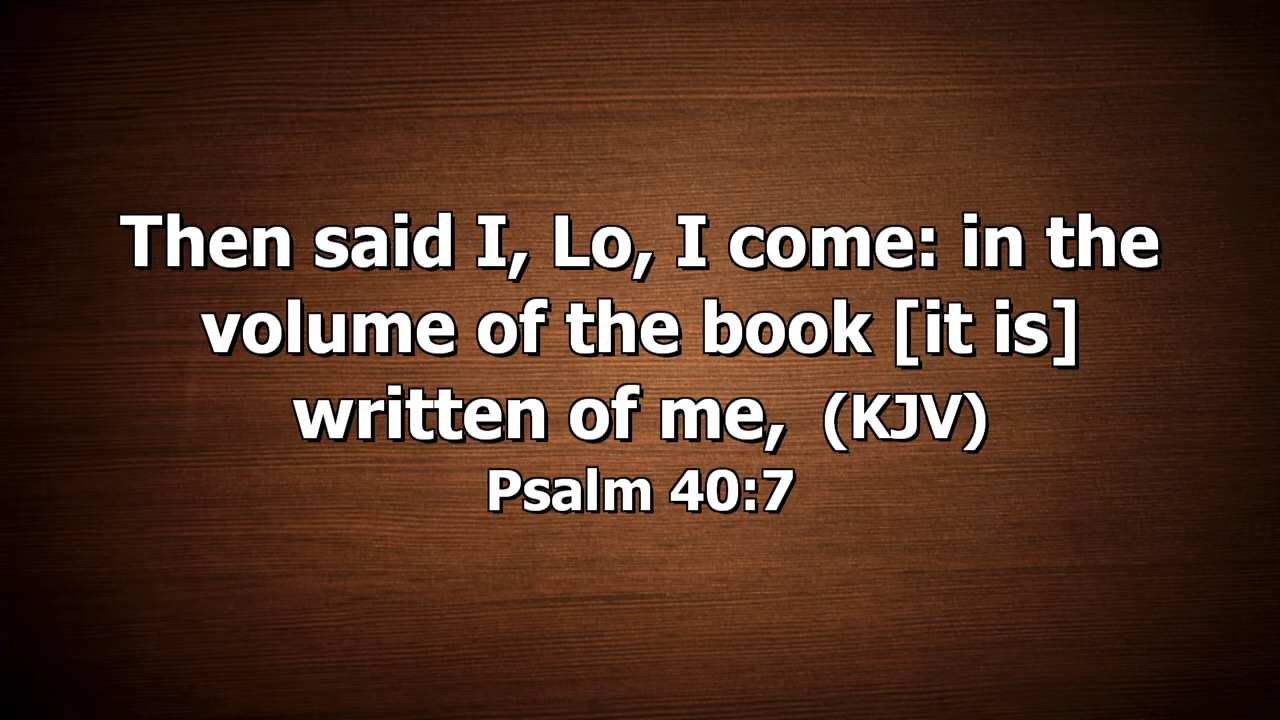 Then said I, Lo, I come: in the
volume of the book [it is]
written of me, (KJV)
Psalm 40:7